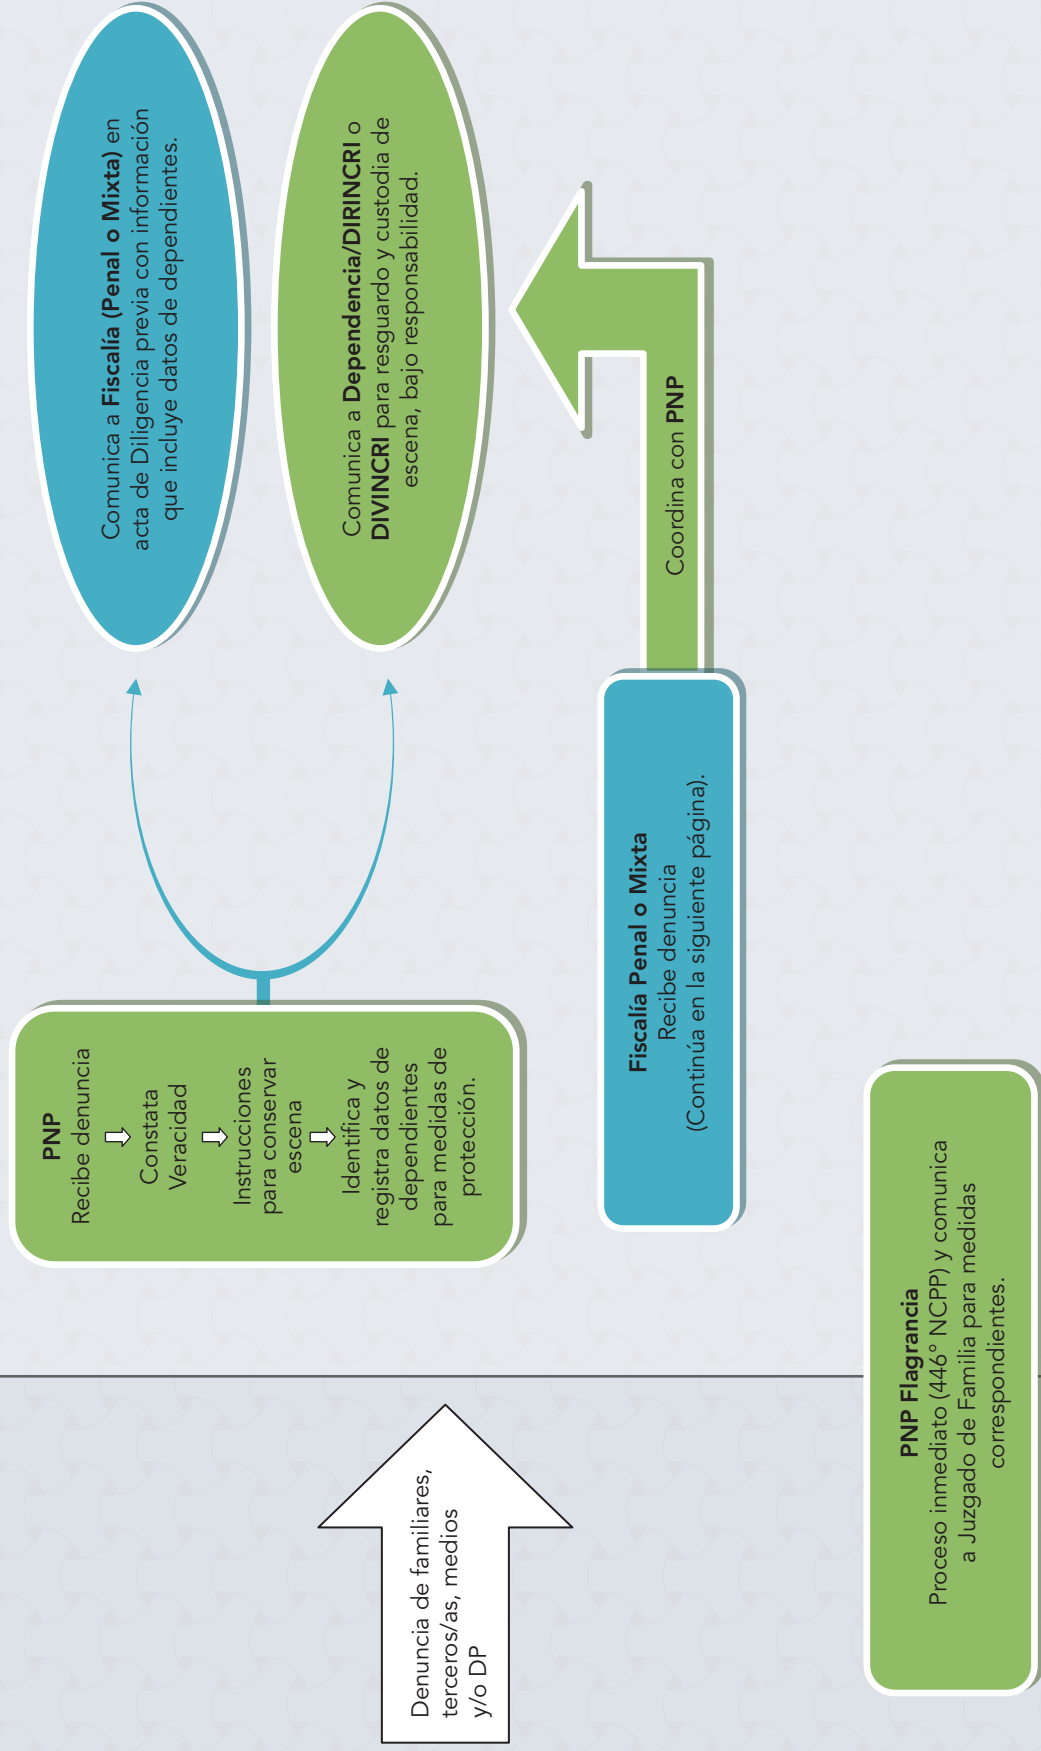 Denuncia de familiares,
terceros/as, medios
y/o DP
PNP
Recibe denuncia
Constata
Veracidad
Instrucciones
para conservar
escena
Identifica y
registra datos de
dependientes
para medidas de
protección.
Comunica a Fiscalía (Penal o Mixta) en
acta de Diligencia previa con información
que incluye datos de dependientes.
Comunica a Dependencia/DIRINCRI o
DIVINCRI para resguardo y custodia de
escena, bajo responsabilidad.
Fiscalía Penal o Mixta
Recibe denuncia
(Continúa en la siguiente página).
Coordina con PNP
PNP Flagrancia
Proceso inmediato (446° NCPP) y comunica
a Juzgado de Familia para medidas
correspondientes.